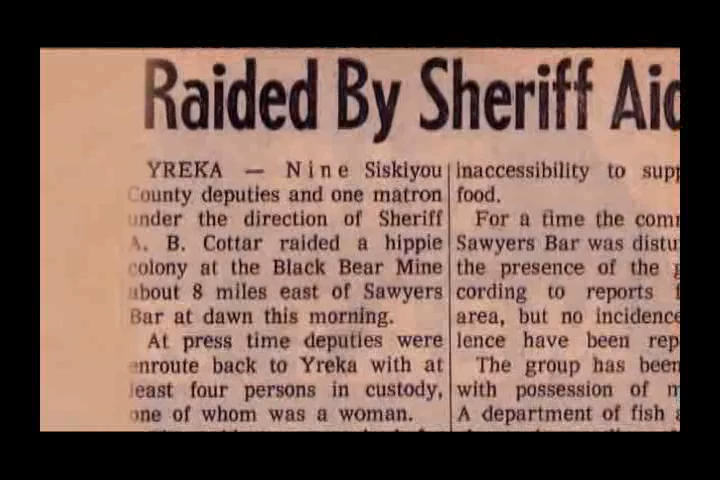 Raided By Sheriff
YREKA — Nine Siskiyou
County deputies and one matron
under the direction of Sheriff
A. B. Cottar raided a hippie
colony at the Black Bear Mine
about 8 miles east of Sawyers
Bar at dawn this morning.
At press time deputies were
enroute back to Yreka with at
least four persons in custody,
one of whom was a woman.
inaccessibility to
food.
For a time the
Sawyers Bar was
the presence of the
cording to reports
area, but no
lence have been
The group has been
with possession of
A department of fish